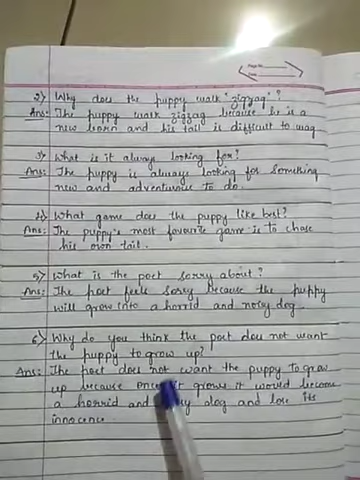 Page No.
Date
2) Why does the puppy walk "zigzag"?
Ans: The puppy walk zigzag because he is a
new born and his tail is difficult to wag
3) What is it always looking for?
Ans: The puppy is always looking for something
new and adventurous to do.
4) What game does the puppy like best?
Ans: The puppy's most favourite game is to chase
his own tail.
5) What is the poet sorry about?
Ans: The poet feels sorry because the puppy
will grow into a horrid and noisy dog.
6) Why do you think the poet does not want
the puppy to grow up?
Ans: The poet does not want the puppy to grow
up because once it grows it would become
a horrid and dog and lose its
innocence